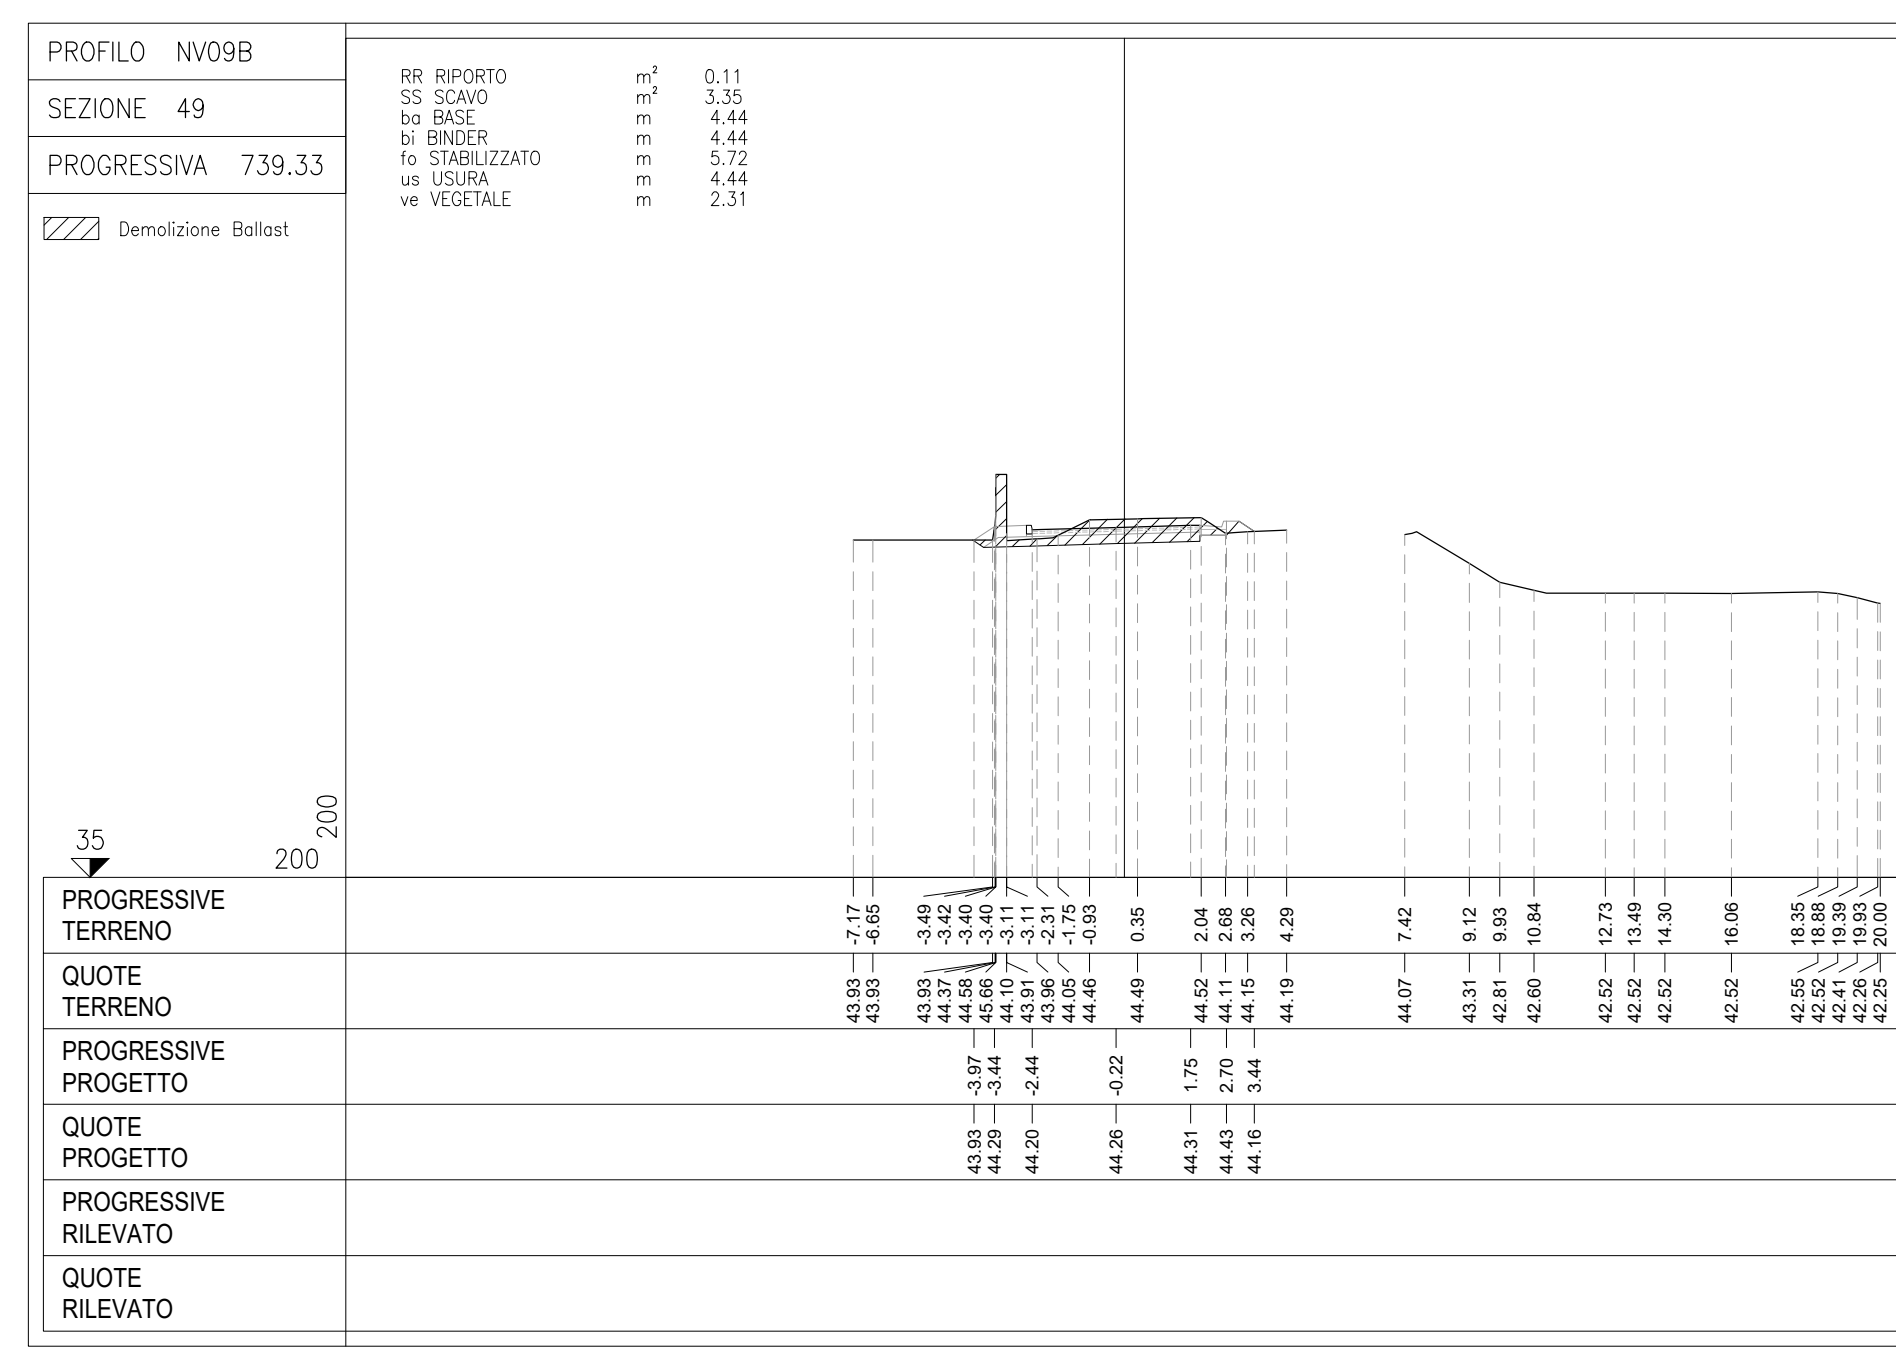 PROFILO NV09B
SEZIONE 49
PROGRESSIVA 739.33
Demolizione Ballast
RR RIPORTO m² 0.11
SS SCAVO m² 3.35
ba BASE m 4.44
bi BINDER m 4.44
fo STABILIZZATO m 5.72
us USURA m 4.44
ve VEGETALE m 2.31
200
35
200
PROGRESSIVE
TERRENO
-7.17 -6.65 -3.49 -3.42 -3.40 -3.40 -3.11 -3.11 -2.31 -1.75 -0.93 0.35 2.04 2.68 3.26 4.29 7.42 9.12 9.93 10.84 12.73 13.49 14.30 16.06 18.35 18.88 19.39 19.93 20.00
QUOTE
TERRENO
43.93 43.93 43.93 44.37 44.58 45.66 44.10 43.91 43.96 44.05 44.46 44.49 44.52 44.11 44.15 44.19 44.07 43.31 42.81 42.60 42.52 42.52 42.52 42.52 42.55 42.52 42.41 42.26 42.25
PROGRESSIVE
PROGETTO
-3.97 -3.44 -2.44 -0.22 1.75 2.70 3.44
QUOTE
PROGETTO
43.93 44.29 44.20 44.26 44.31 44.43 44.16
PROGRESSIVE
RILEVATO
QUOTE
RILEVATO